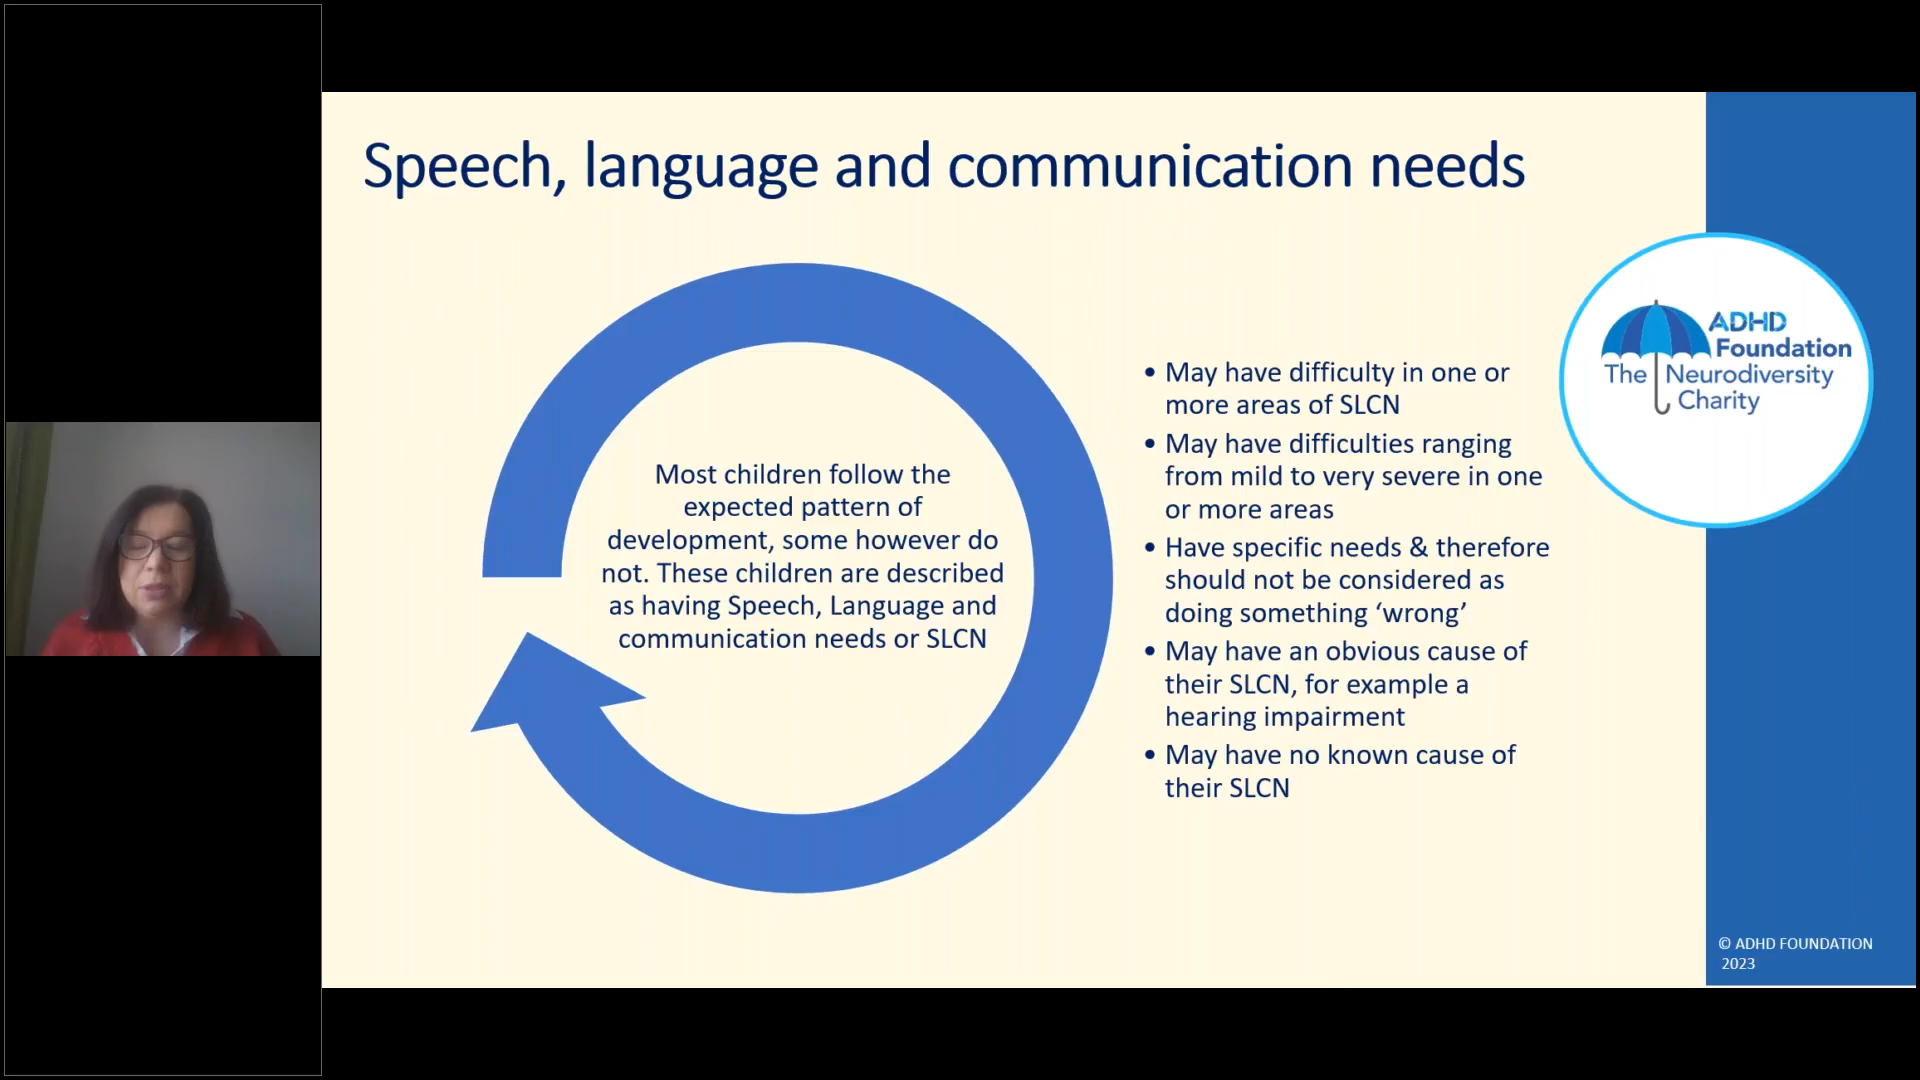 Speech, language and communication needs
Most children follow the
expected pattern of
development, some however do
not. These children are described
as having Speech, Language and
communication needs or SLCN
• May have difficulty in one or
more areas of SLCN
• May have difficulties ranging
from mild to very severe in one
or more areas
• Have specific needs & therefore
should not be considered as
doing something ‘wrong’
• May have an obvious cause of
their SLCN, for example a
hearing impairment
• May have no known cause of
their SLCN
ADHD
Foundation
The Neurodiversity
Charity
© ADHD FOUNDATION
2023